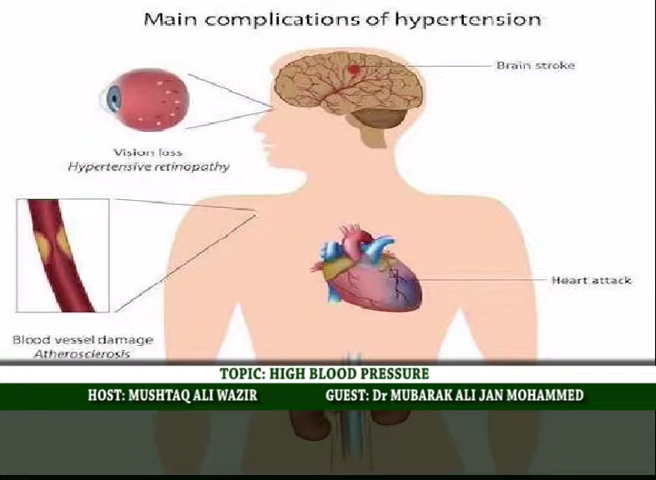 Main complications of hypertension
Brain stroke
Vision loss
Hypertensive retinopathy
Heart attack
Blood vessel damage
Atherosclerosis
TOPIC: HIGH BLOOD PRESSURE
HOST: MUSHTAQ ALI WAZIR
GUEST: Dr MUBARAK ALI JAN MOHAMMED